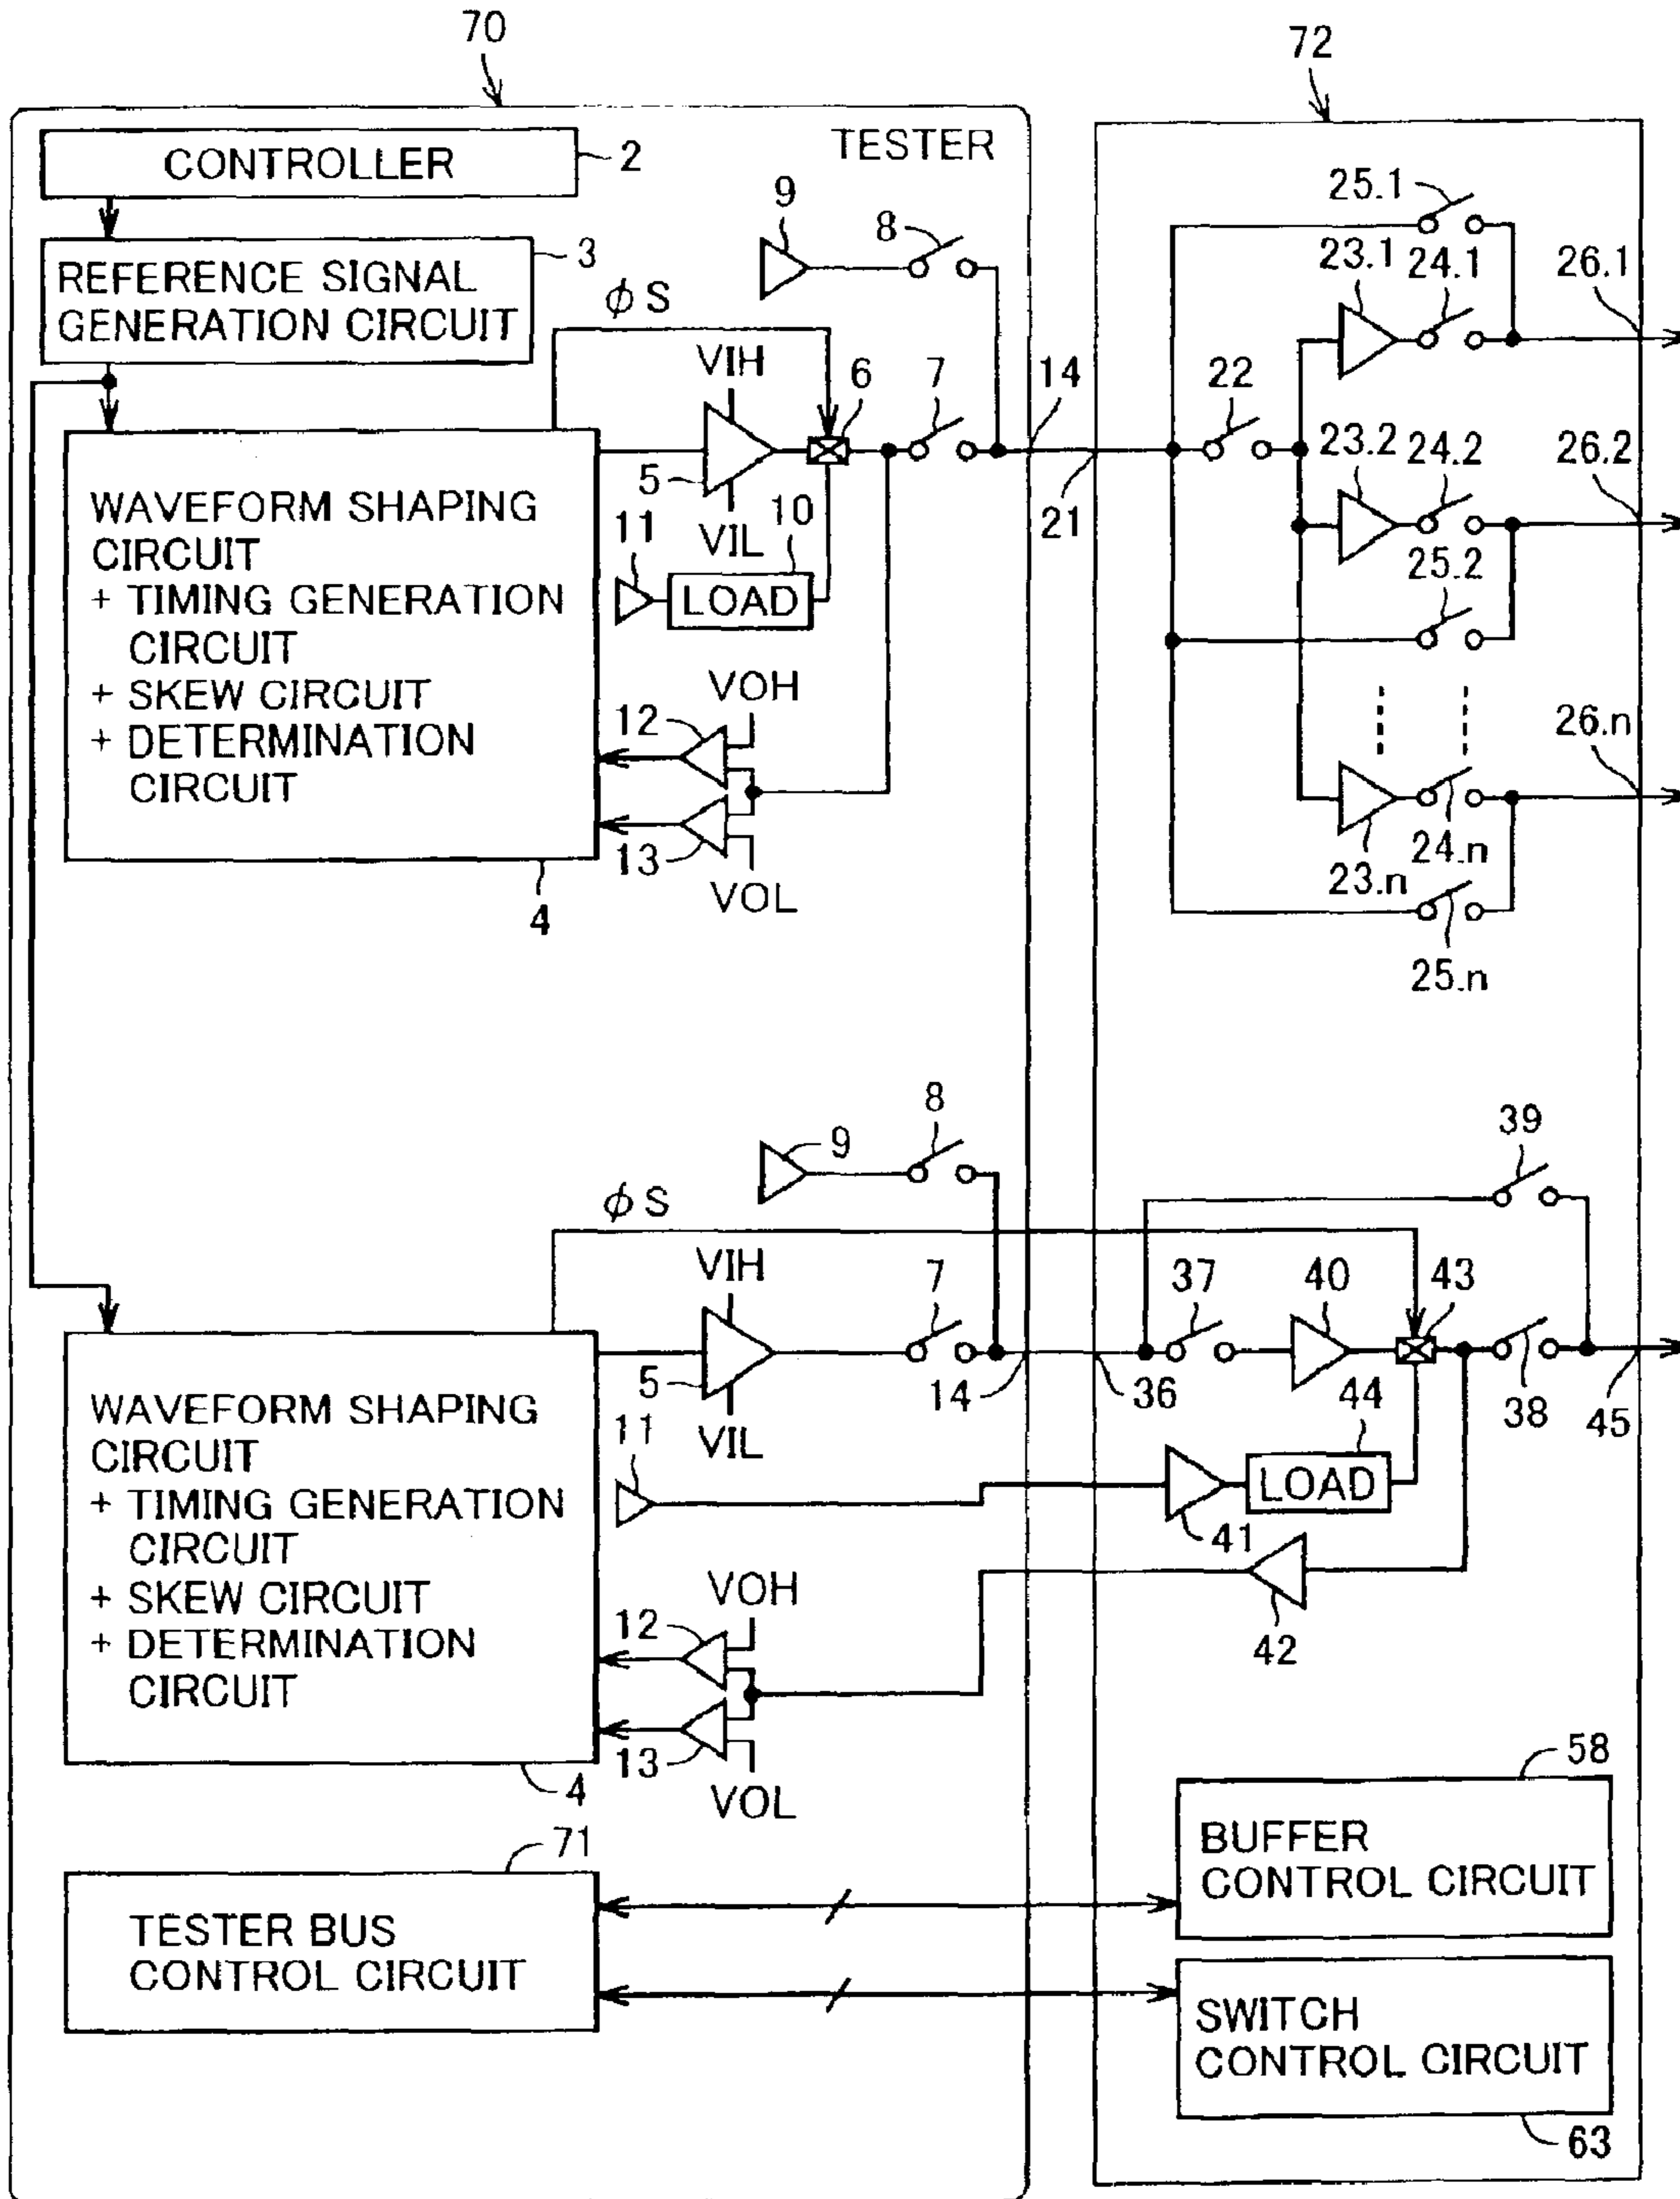 70
72
TESTER
CONTROLLER
2
REFERENCE SIGNAL
GENERATION CIRCUIT
3
9
8
φS
VIH
6
7
14
5
VIL
10
11
LOAD
21
WAVEFORM SHAPING
CIRCUIT
+ TIMING GENERATION
CIRCUIT
+ SKEW CIRCUIT
+ DETERMINATION
CIRCUIT
VOH
12
13
VOL
4
25.1
23.1
24.1
26.1
22
23.2
24.2
26.2
25.2
26.n
24.n
23.n
25.n
9
8
φS
VIH
7
5
VIL
14
36
39
37
40
43
44
38
45
11
LOAD
41
42
WAVEFORM SHAPING
CIRCUIT
+ TIMING GENERATION
CIRCUIT
+ SKEW CIRCUIT
+ DETERMINATION
CIRCUIT
VOH
12
13
VOL
4
71
TESTER BUS
CONTROL CIRCUIT
58
BUFFER
CONTROL CIRCUIT
SWITCH
CONTROL CIRCUIT
63